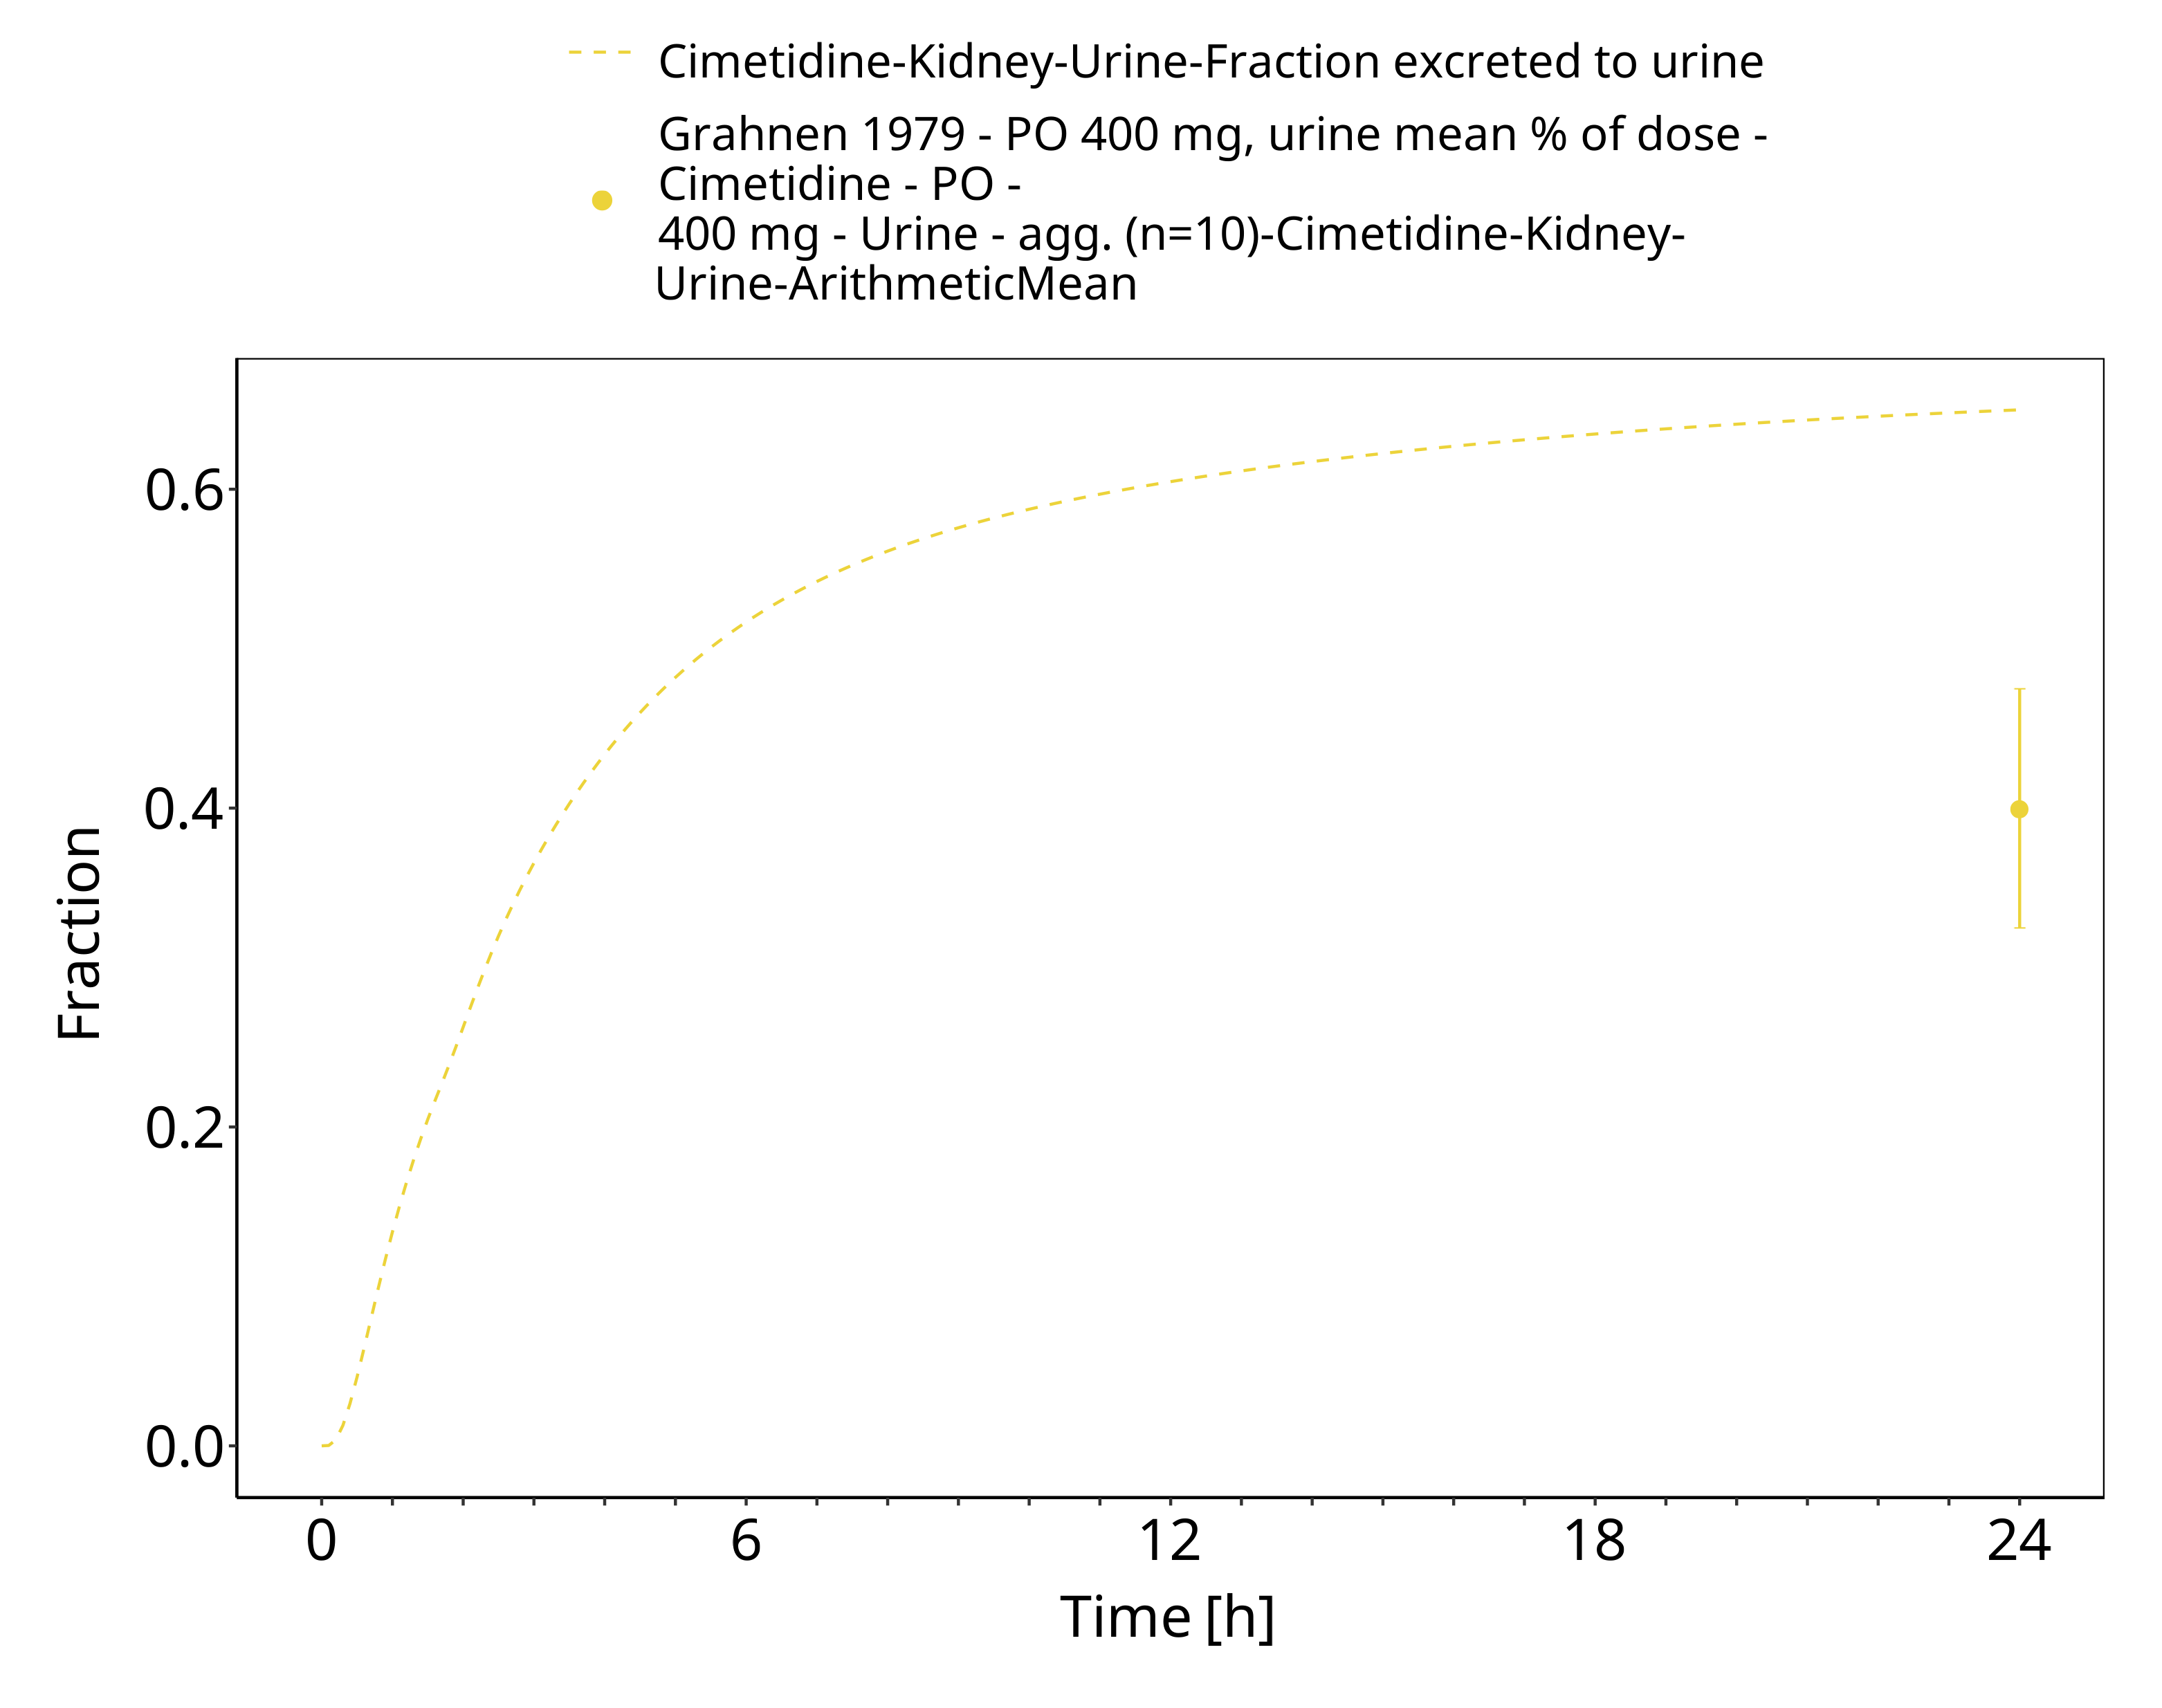 Cimetidine-Kidney-Urine-Fraction excreted to urine
Grahnen 1979 - PO 400 mg, urine mean % of dose -
Cimetidine - PO -
400 mg - Urine - agg. (n=10)-Cimetidine-Kidney-
Urine-ArithmeticMean
0.6
0.4
0.2
0.0
Fraction
0 6 12 18 24
Time [h]